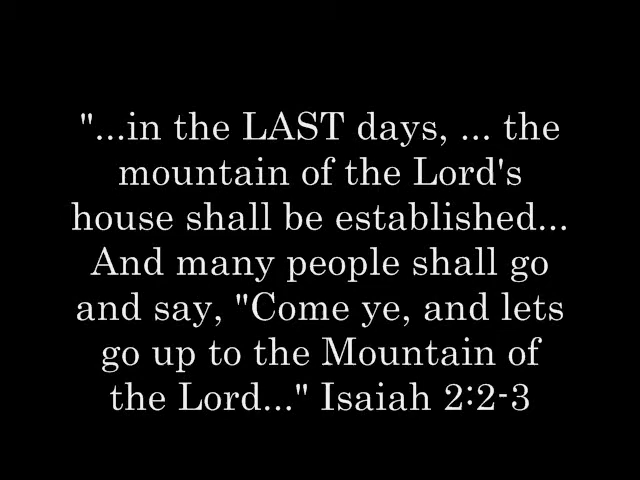 "...in the LAST days, ... the
mountain of the Lord's
house shall be established...
And many people shall go
and say, "Come ye, and lets
go up to the Mountain of
the Lord..." Isaiah 2:2-3